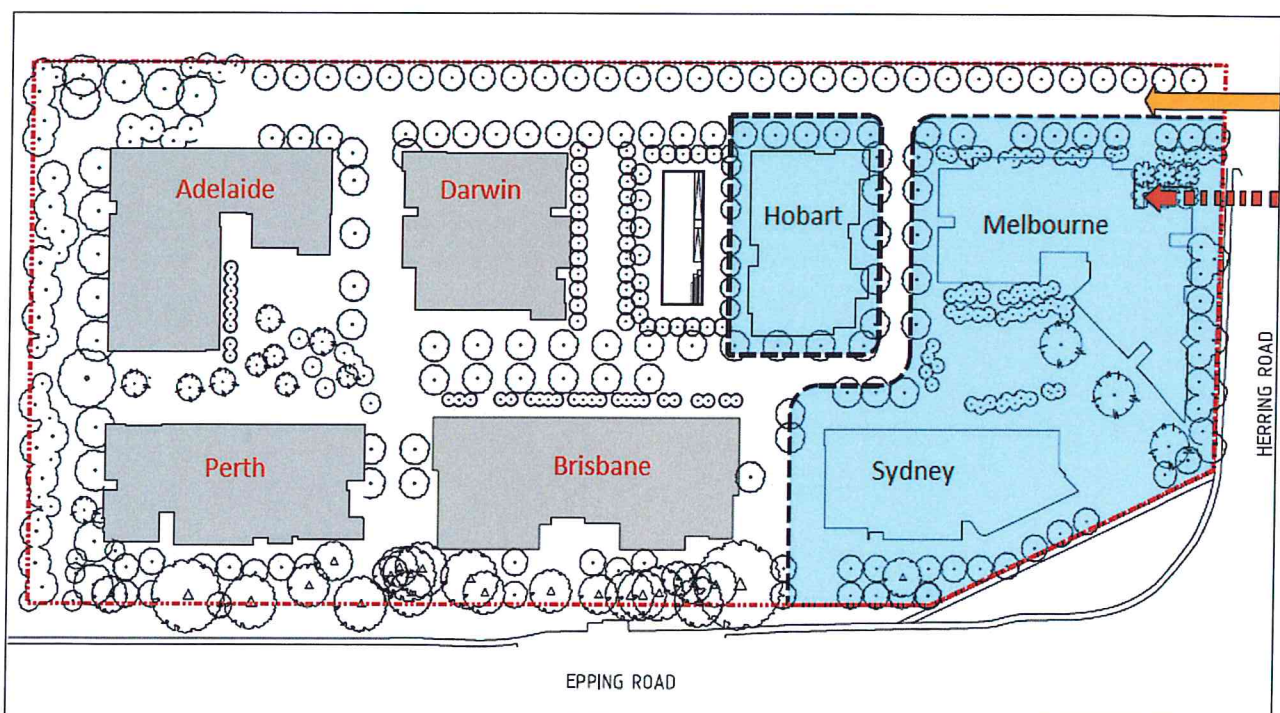 Adelaide
Darwin
Hobart
Melbourne
Perth
Brisbane
Sydney
HERRING ROAD
EPPING ROAD